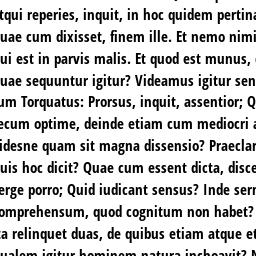 tqui reperies, inquit, in hoc quidem pertina
uae cum dixisset, finem ille. Et nemo nimi
ui est in parvis malis. Et quod est munus,
uae sequuntur igitur? Videamus igitur sen
um Torquatus: Prorsus, inquit, assentior; Q
ecum optime, deinde etiam cum mediocri a
idesne quam sit magna dissensio? Praeclar
uis hoc dicit? Quae cum essent dicta, disce
erge porro; Quid iudicant sensus? Inde serm
omprehensum, quod cognitum non habet?
ta relinquet duas, de quibus etiam atque et
ualem igitur hominem natura inchoavit? N